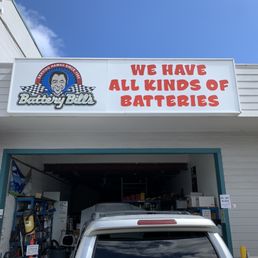 Battery Bill's
WE HAVE
ALL KINDS OF
BATTERIES